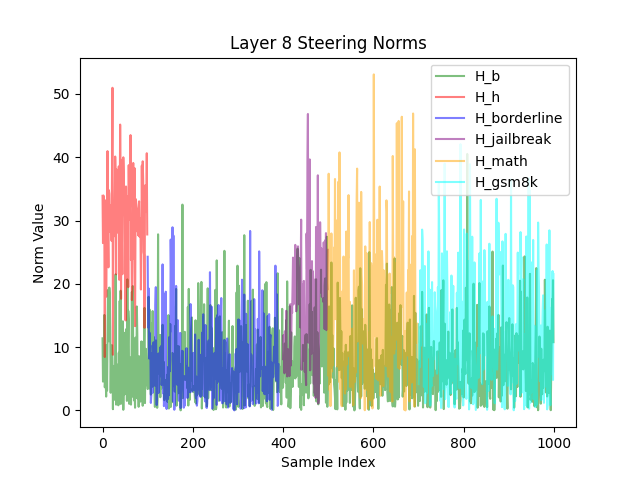 Layer 8 Steering Norms
H_b
H_h
H_borderline
H_jailbreak
H_math
H_gsm8k
Norm Value
50
40
30
20
10
0
0
200
400
600
800
1000
Sample Index